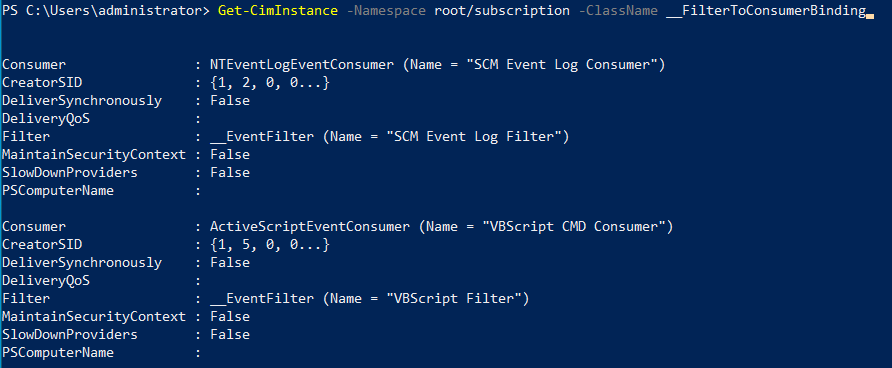 PS C:\Users\administrator> Get-CimInstance -Namespace root/subscription -ClassName __FilterToConsumerBinding
Consumer                : NTEventLogEventConsumer (Name = "SCM Event Log Consumer")
CreatorSID              : {1, 2, 0, 0...}
DeliverSynchronously    : False
DeliveryQoS             :
Filter                  : __EventFilter (Name = "SCM Event Log Filter")
MaintainSecurityContext : False
SlowDownProviders       : False
PSComputerName          :
Consumer                : ActiveScriptEventConsumer (Name = "VBScript CMD Consumer")
CreatorSID              : {1, 5, 0, 0...}
DeliverSynchronously    : False
DeliveryQoS             :
Filter                  : __EventFilter (Name = "VBScript Filter")
MaintainSecurityContext : False
SlowDownProviders       : False
PSComputerName          :